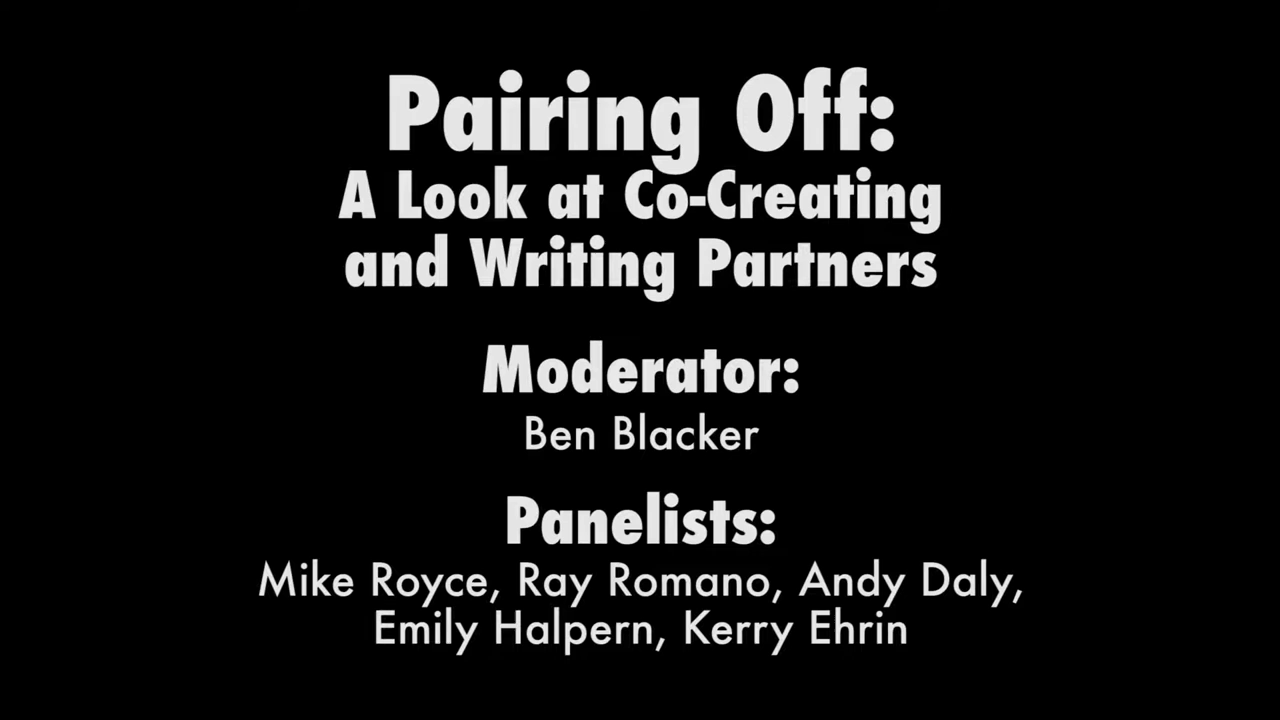 Pairing Off:
A Look at Co-Creating
and Writing Partners
Moderator:
Ben Blacker
Panelists:
Mike Royce, Ray Romano, Andy Daly,
Emily Halpern, Kerry Ehrin